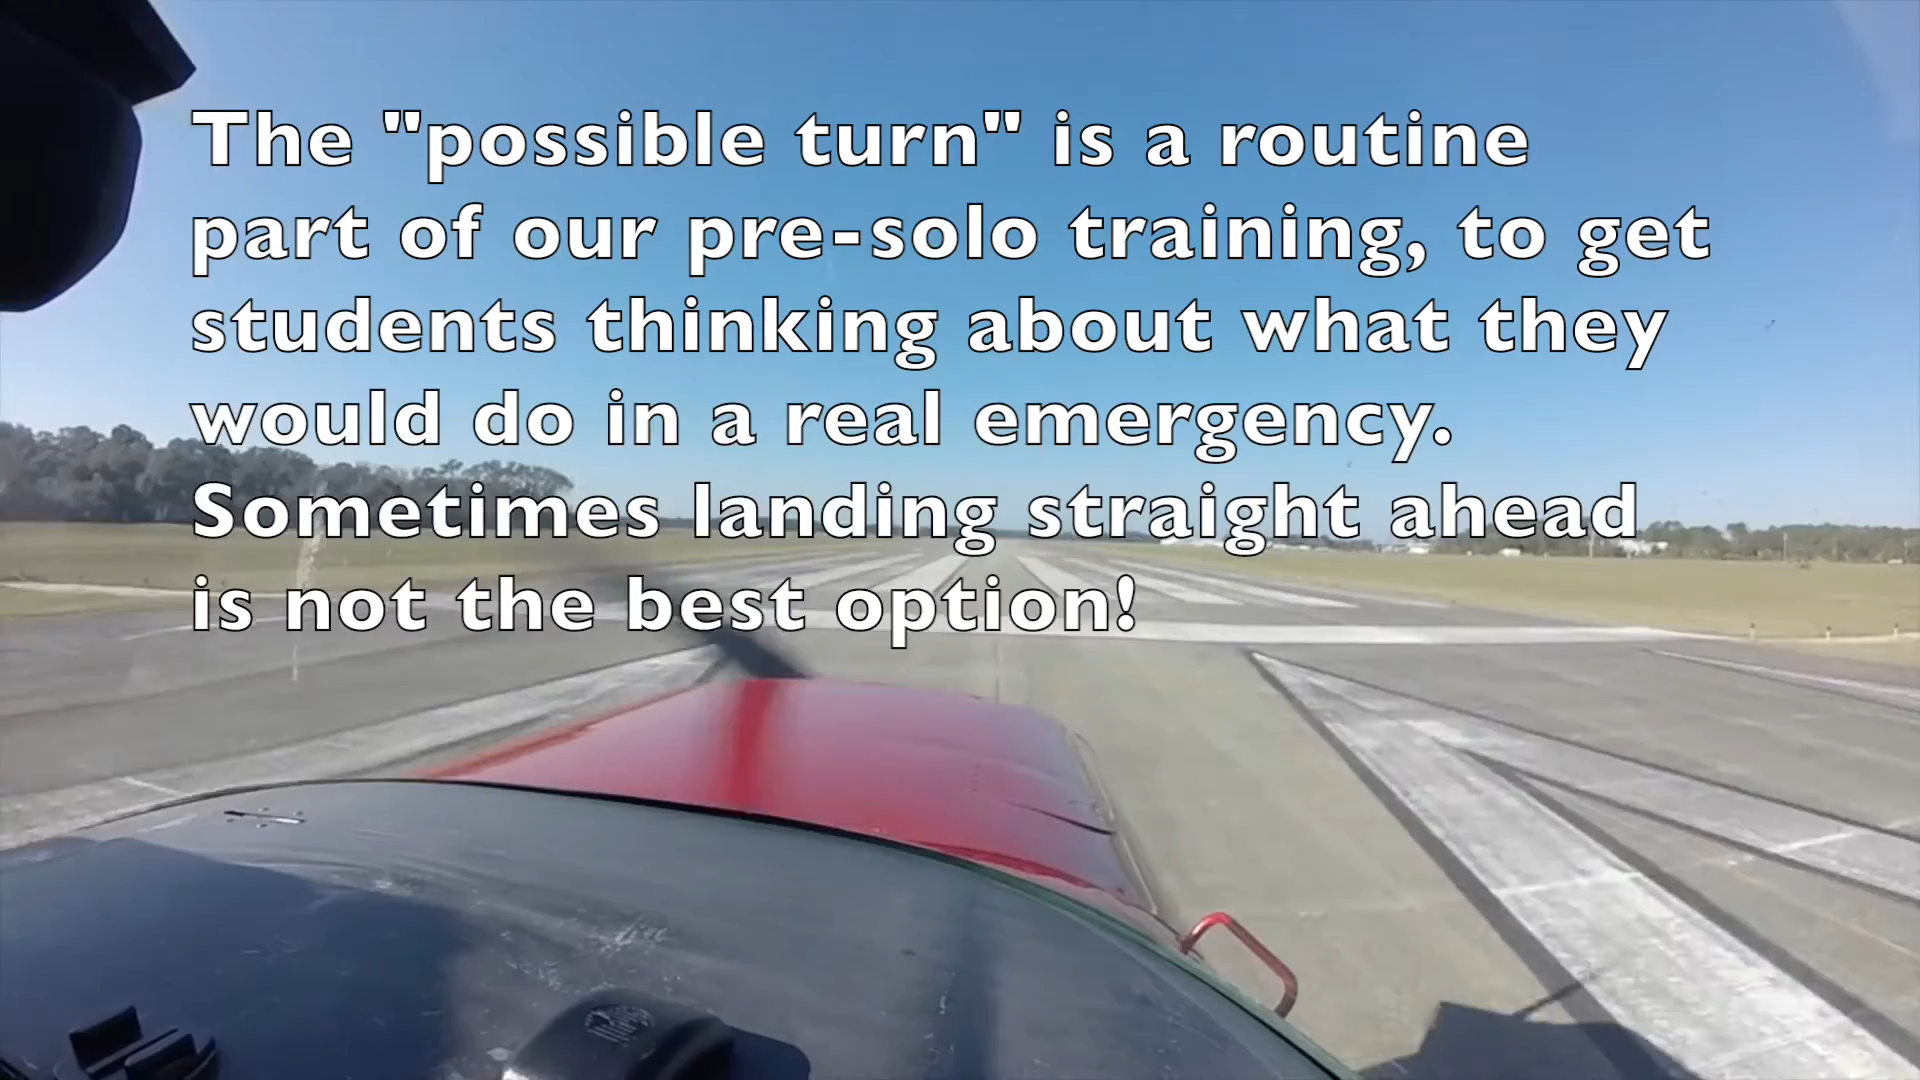 The "possible turn" is a routine
part of our pre-solo training, to get
students thinking about what they
would do in a real emergency.
Sometimes landing straight ahead
is not the best option!